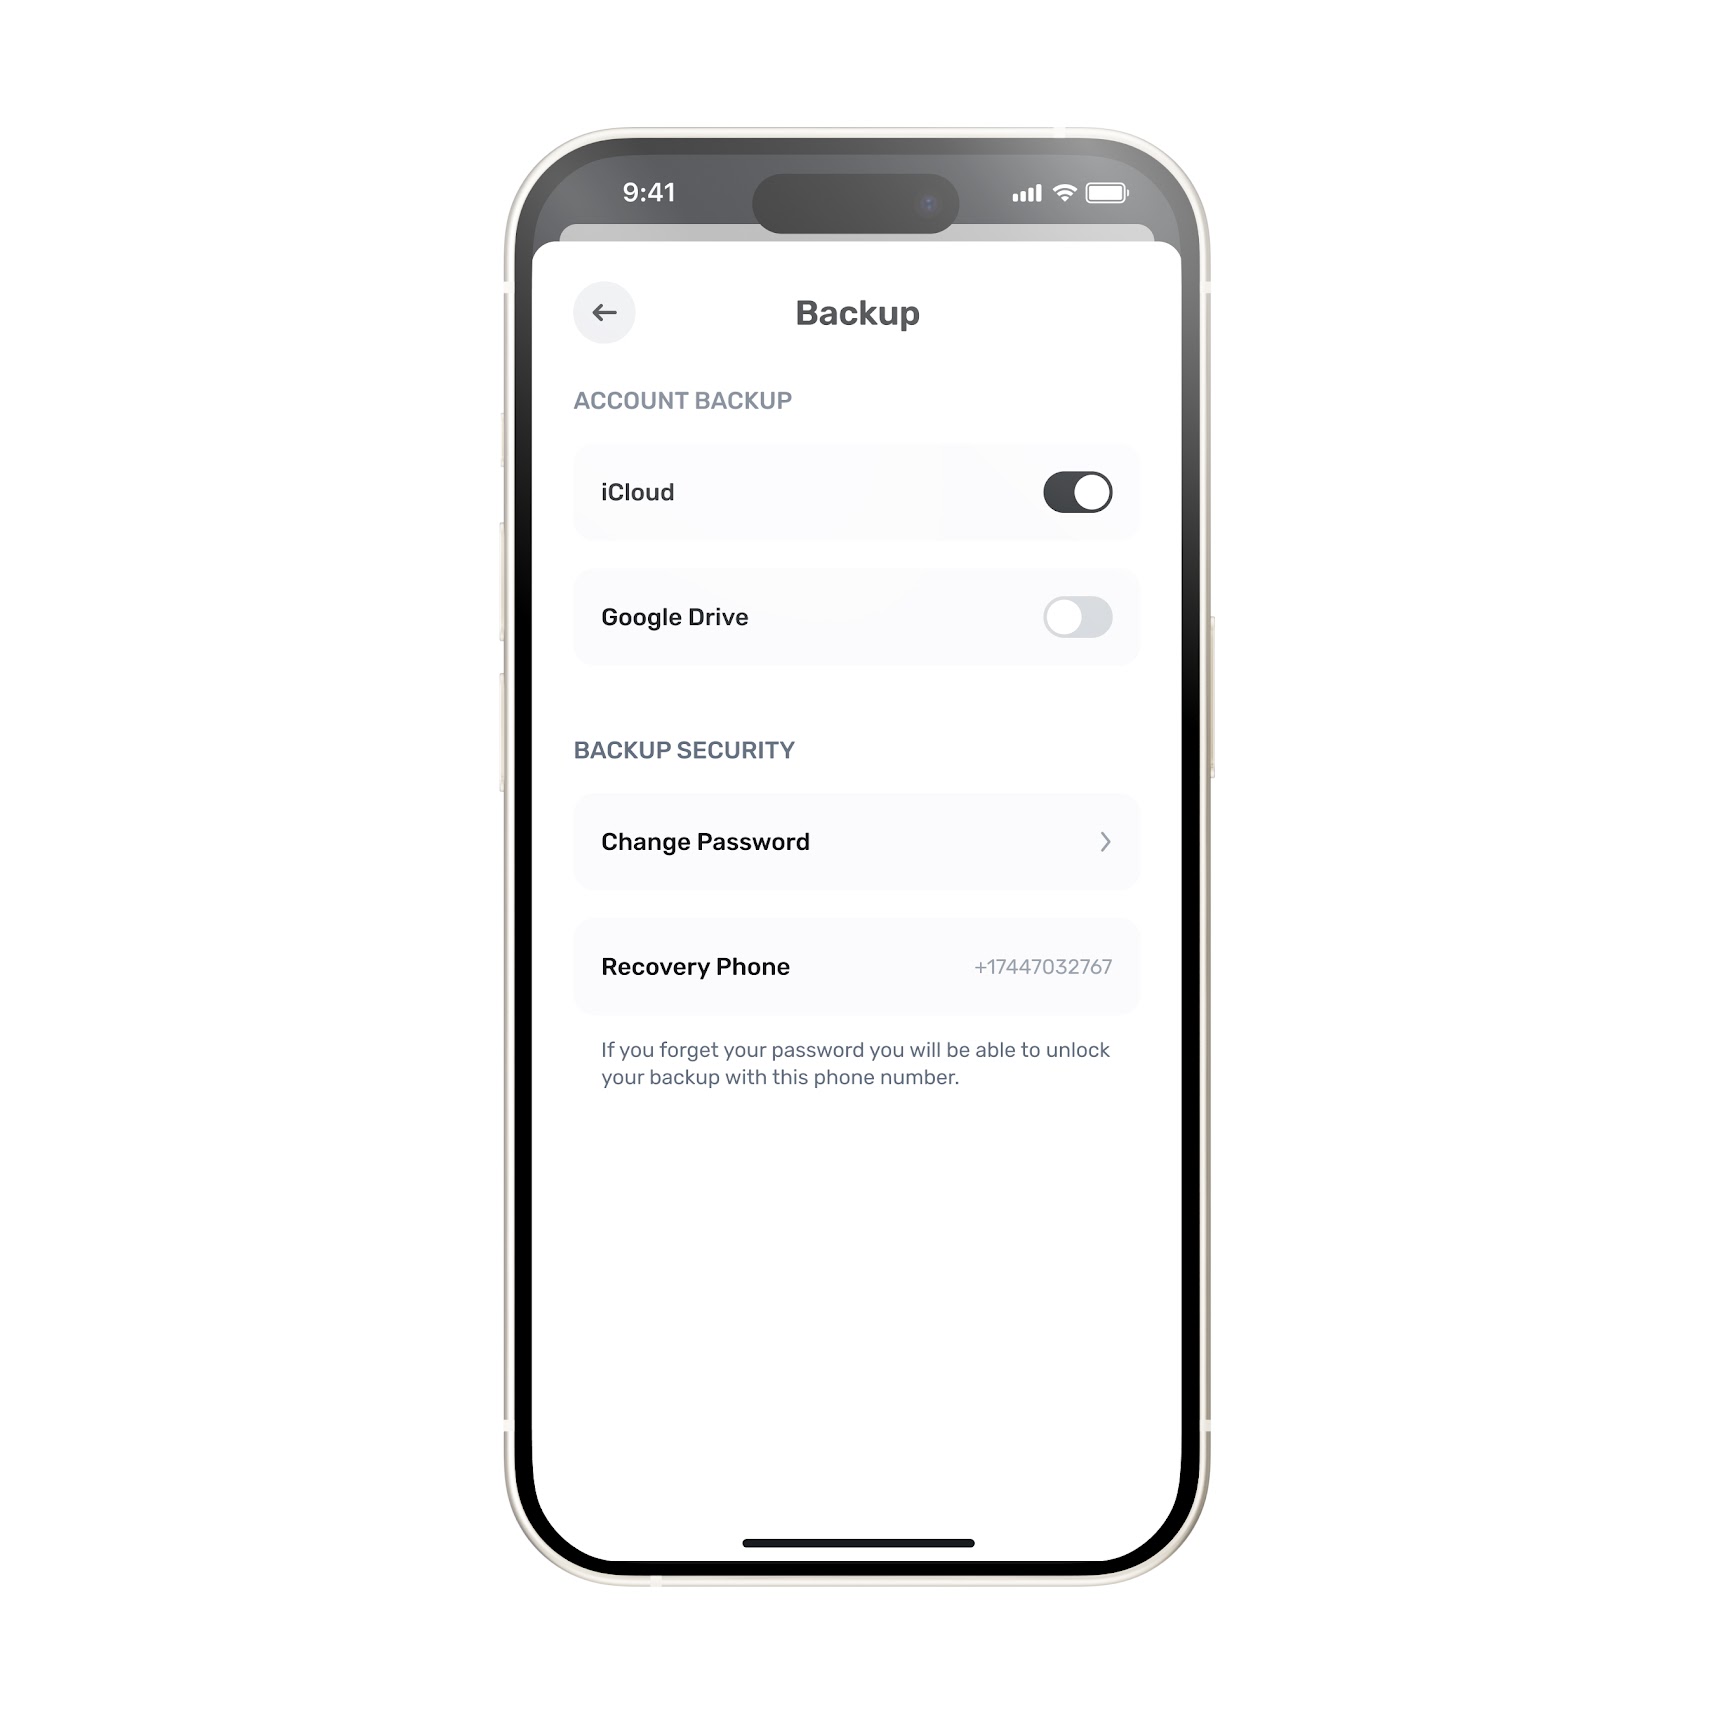 9:41
Backup
ACCOUNT BACKUP
iCloud
Google Drive
BACKUP SECURITY
Change Password
Recovery Phone +17447032767
If you forget your password you will be able to unlock
your backup with this phone number.